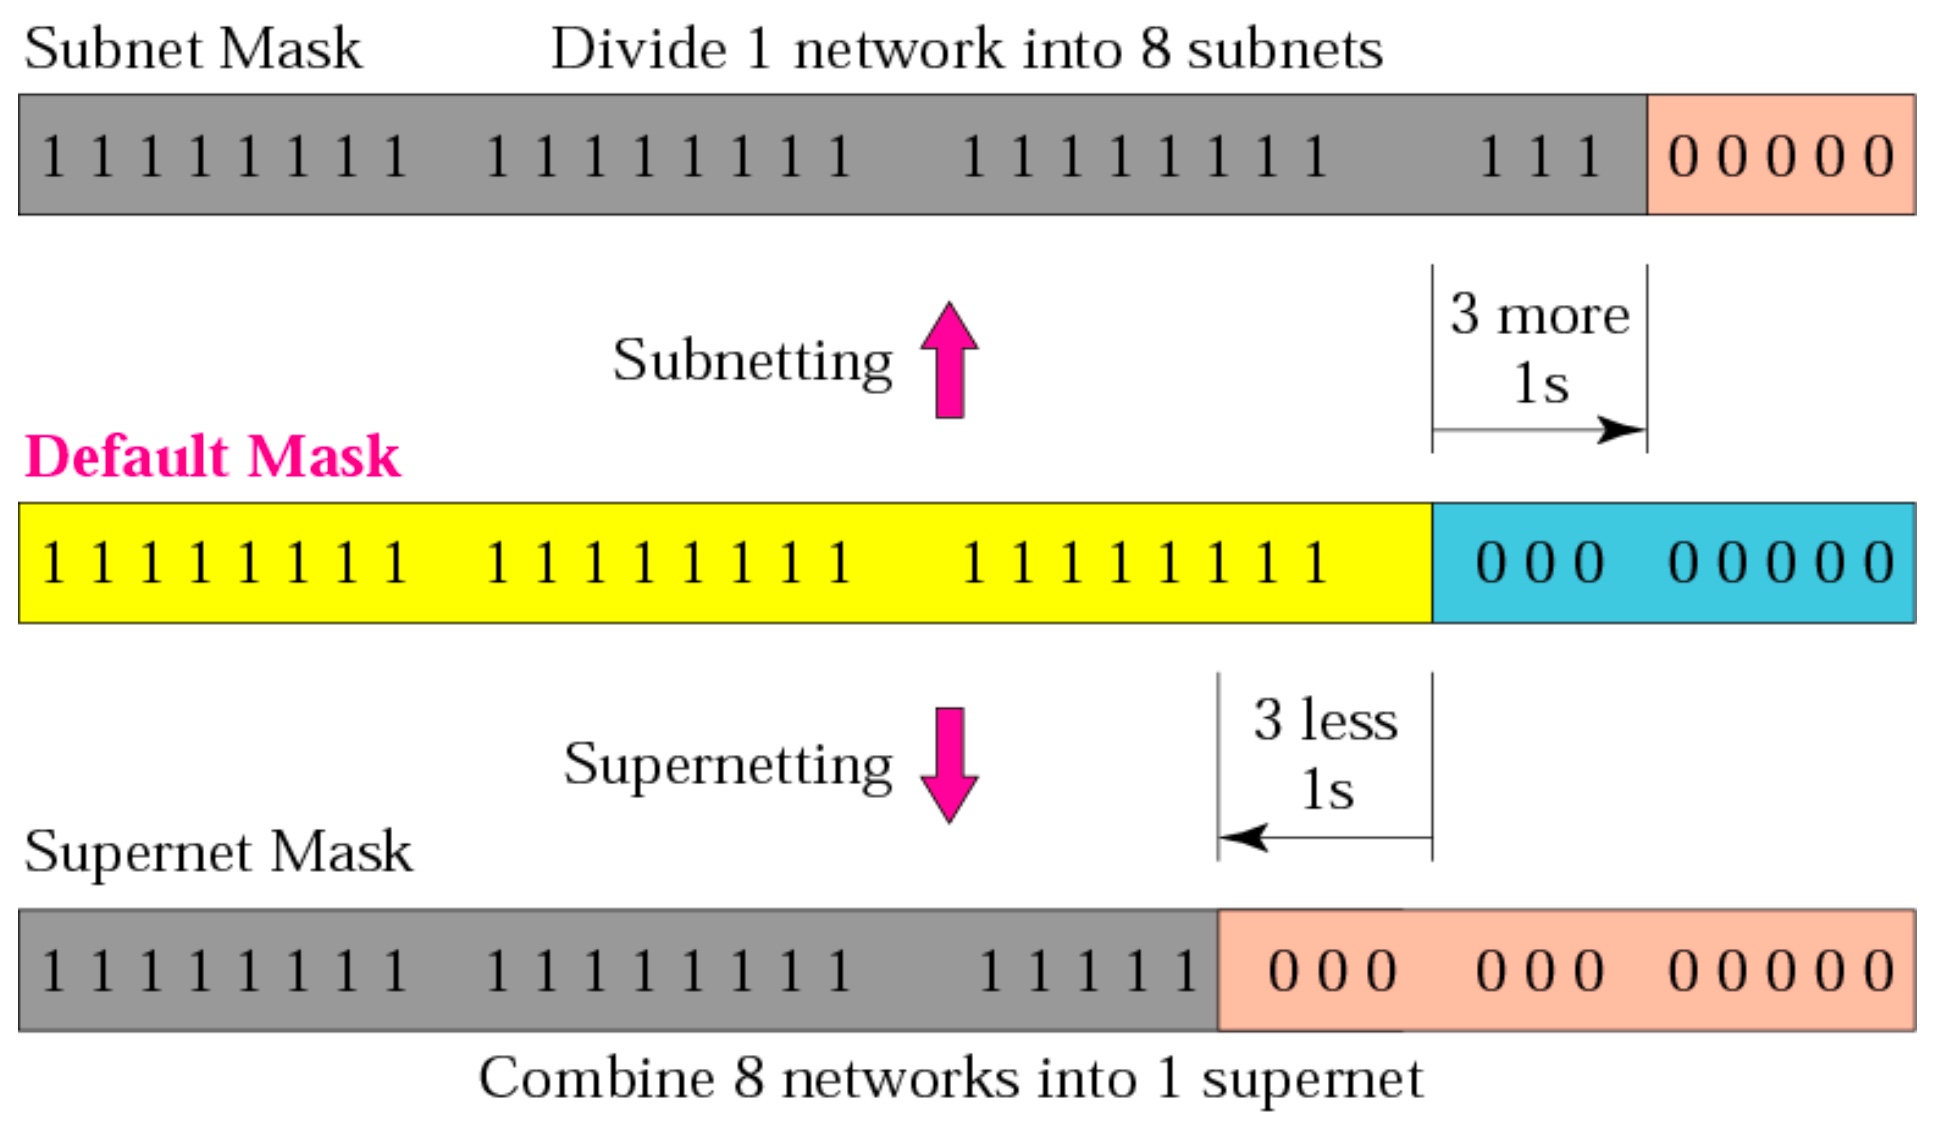 Subnet Mask Divide 1 network into 8 subnets
1 1 1 1 1 1 1 1 1 1 1 1 1 1 1 1 1 1 1 1 1 1 1 1 1 1 1 0 0 0 0 0
Subnetting
3 more
1s
Default Mask
1 1 1 1 1 1 1 1 1 1 1 1 1 1 1 1 1 1 1 1 1 1 1 1 0 0 0 0 0 0 0 0
Supernetting
3 less
1s
Supernet Mask
1 1 1 1 1 1 1 1 1 1 1 1 1 1 1 1 1 1 1 1 1 0 0 0 0 0 0 0 0 0 0 0
Combine 8 networks into 1 supernet